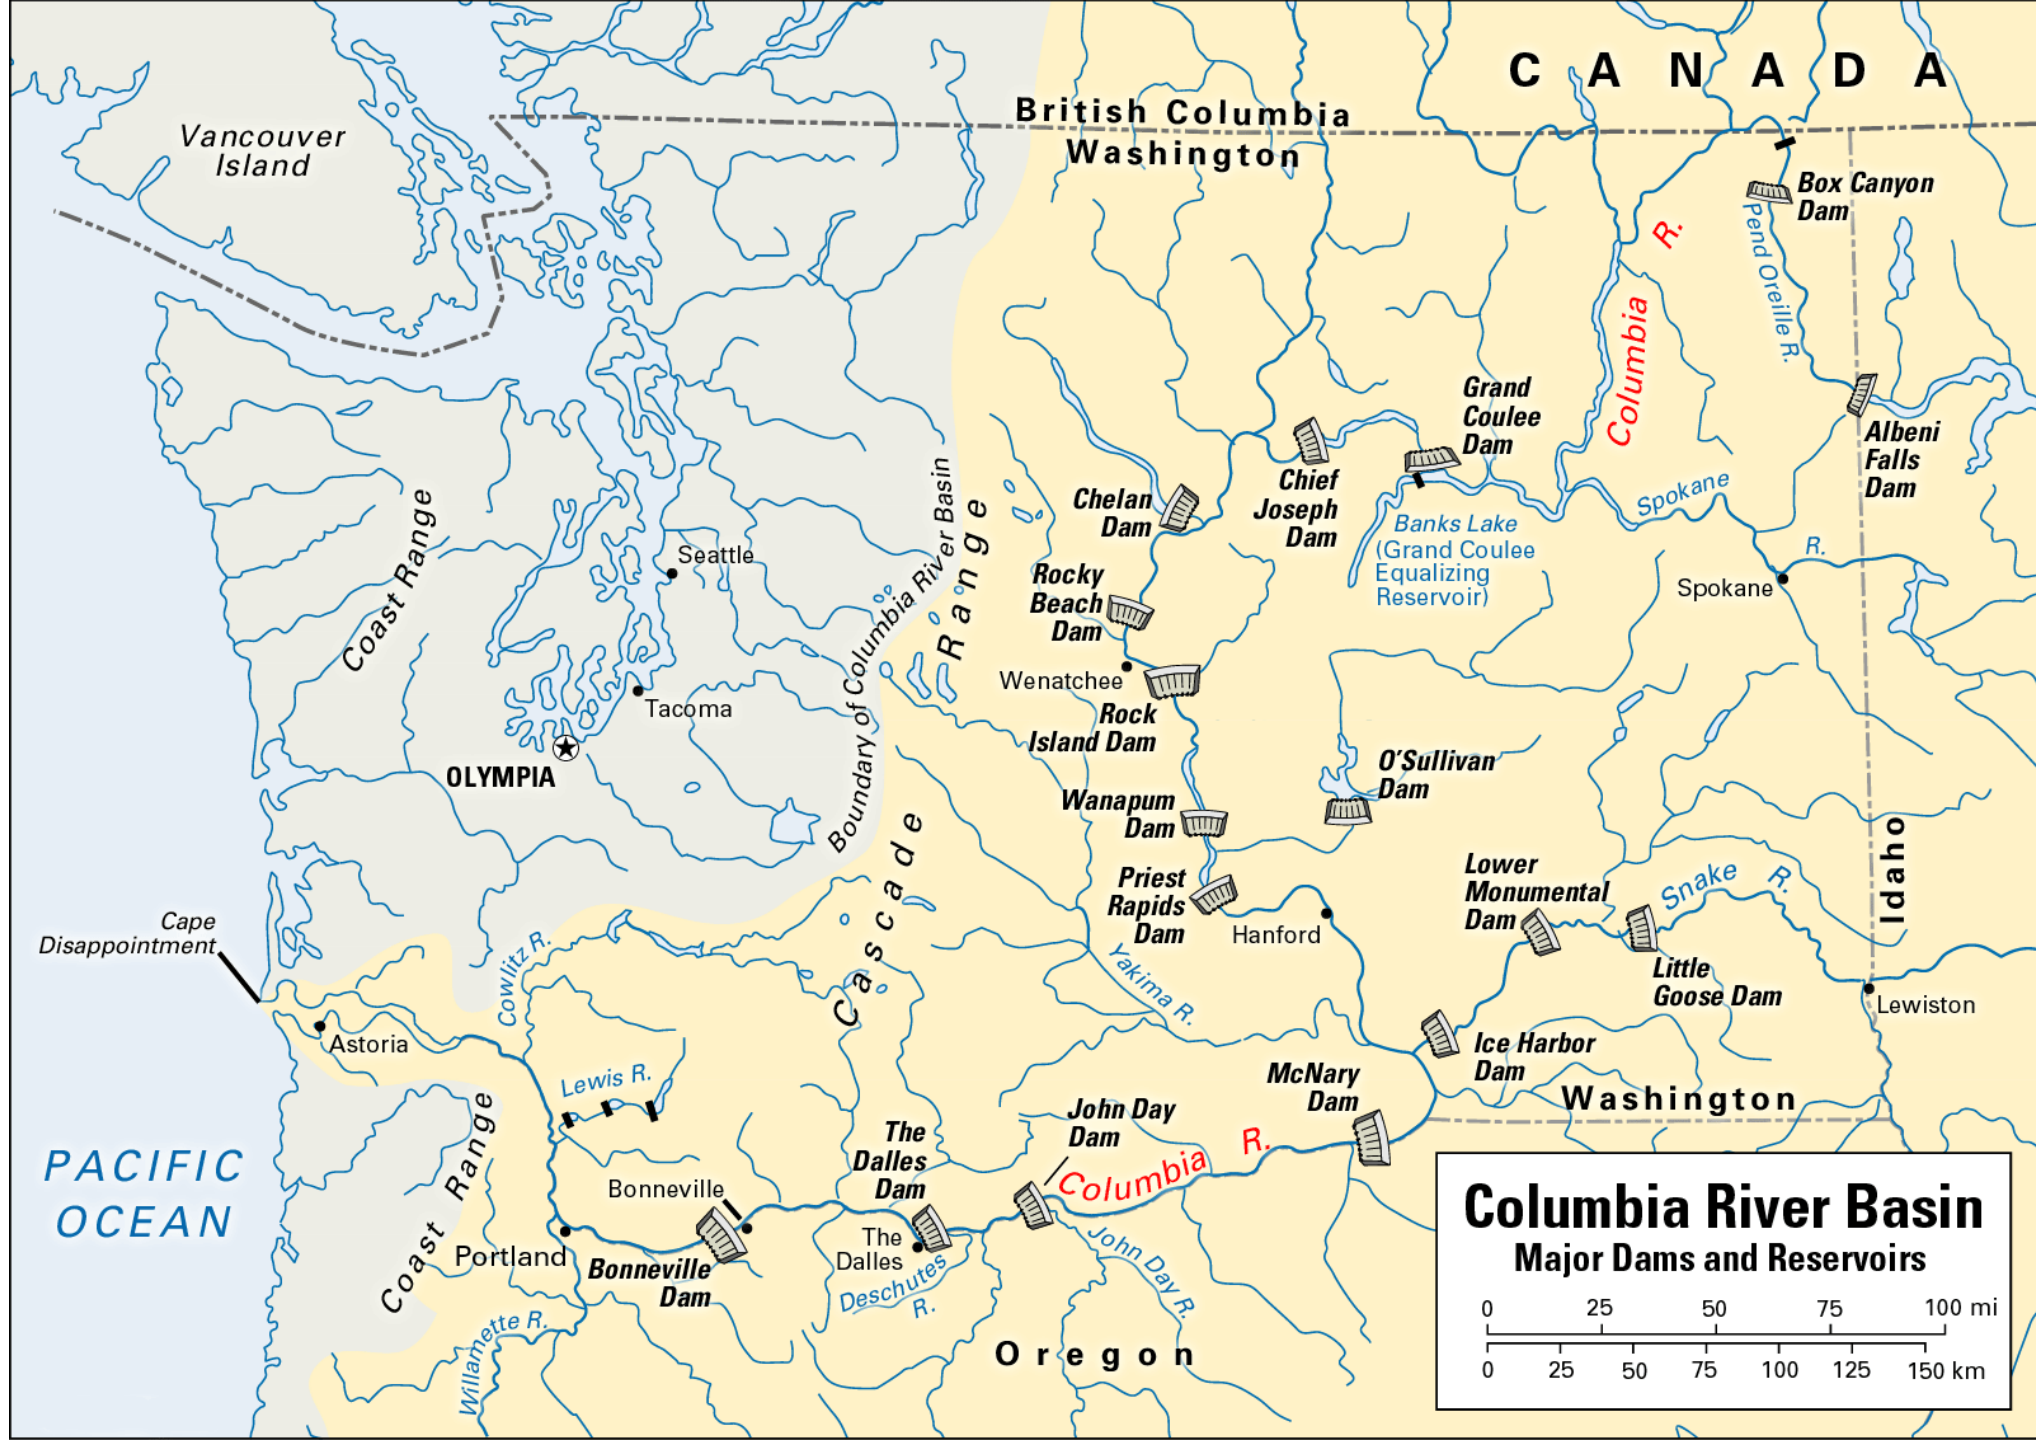 C A N A D A
British Columbia
Washington
Vancouver
Island
Box Canyon
Dam
R.
Pend Oreille R.
Columbia
Grand
Coulee
Dam
Albeni
Falls
Dam
Chief
Joseph
Dam
Chelan
Dam
Spokane
R.
Banks Lake
(Grand Coulee
Equalizing
Reservoir)
Spokane
Coast Range
Seattle
Boundary of Columbia River Basin
Cascade Range
Rocky
Beach
Dam
Wenatchee
Rock
Island Dam
Tacoma
OLYMPIA
O'Sullivan
Dam
Wanapum
Dam
Priest
Rapids
Dam
Hanford
Lower
Monumental
Dam
Snake R.
Idaho
Little
Goose Dam
Lewiston
Cape
Disappointment
Cowlitz R.
Yakima R.
Astoria
Ice Harbor
Dam
Lewis R.
McNary
Dam
Washington
John Day
Dam
The
Dalles
Dam
Columbia R.
Coast Range
PACIFIC
OCEAN
Bonneville
Portland
Bonneville
Dam
The
Dalles
Deschutes
R.
John Day R.
Willamette R.
Oregon
Columbia River Basin
Major Dams and Reservoirs
0 25 50 75 100 mi
0 25 50 75 100 125 150 km